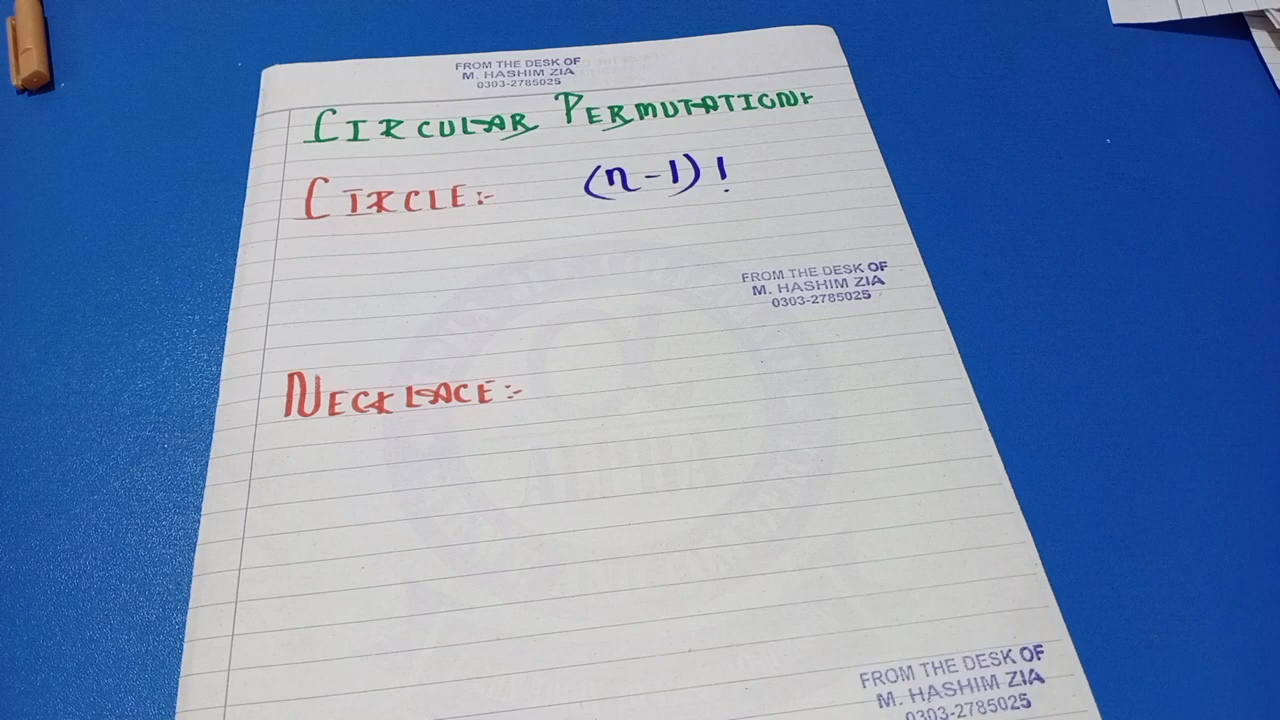 FROM THE DESK OF
M. HASHIM ZIA
0303-2785025
CIRCULAR PERMUTATION:-
CIRCLE:- (n-1)!
FROM THE DESK OF
M. HASHIM ZIA
0303-2785025
NECKLACE:-
FROM THE DESK OF
M. HASHIM ZIA
0303-2785025